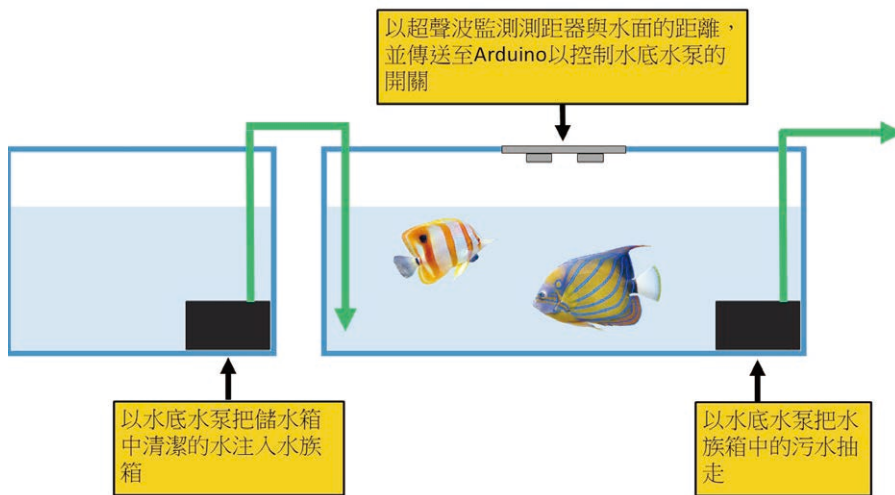 以超聲波監測測距器與水面的距離，
並傳送至Arduino以控制水底水泵的
開關
以水底水泵把儲水箱
中清潔的水注入水族
箱
以水底水泵把水
族箱中的污水抽
走